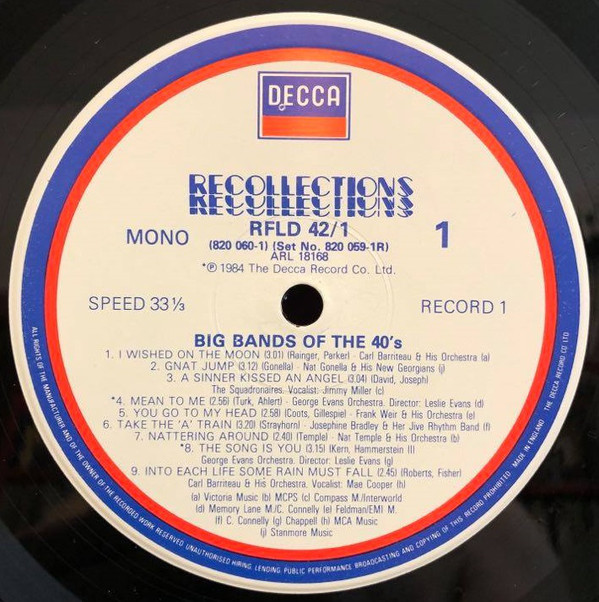 DECCA
RECOLLECTIONS
RFLD 42/1
MONO
1
(820 060-1) (Set No. 820 059-1R)
ARL 18168
*℗ 1984 The Decca Record Co. Ltd.
SPEED 33⅓
RECORD 1
BIG BANDS OF THE 40's
1. I WISHED ON THE MOON (3.01) (Rainger, Parker) - Carl Barriteau & His Orchestra (a)
2. GNAT JUMP (3.12) (Gonella) - Nat Gonella & His New Georgians (j)
3. A SINNER KISSED AN ANGEL (3.04) (David, Joseph)
The Squadronaires. Vocalist: Jimmy Miller (c)
*4. MEAN TO ME (2.56) (Turk, Ahlert) - George Evans Orchestra. Director: Leslie Evans (d)
5. YOU GO TO MY HEAD (2.58) (Coots, Gillespie) - Frank Weir & His Orchestra (e)
6. TAKE THE 'A' TRAIN (3.20) (Strayhorn) - Josephine Bradley & Her Jive Rhythm Band (f)
7. NATTERING AROUND (2.40) (Temple) - Nat Temple & His Orchestra (b)
*8. THE SONG IS YOU (3.15) (Kern, Hammerstein II)
George Evans Orchestra. Director: Leslie Evans (g)
9. INTO EACH LIFE SOME RAIN MUST FALL (2.45) (Roberts, Fisher)
Carl Barriteau & His Orchestra. Vocalist: Mae Cooper (h)
(a) Victoria Music (b) MCPS (c) Compass M./Interworld
(d) Memory Lane M./C. Connelly (e) Feldman/EMI M.
(f) C. Connelly (g) Chappell (h) MCA Music
(j) Stanmore Music
ALL RIGHTS OF THE MANUFACTURER AND OF THE OWNER OF THE RECORDED WORK RESERVED. UNAUTHORISED HIRING, LENDING, PUBLIC PERFORMANCE BROADCASTING AND COPYING OF THIS RECORD PROHIBITED. MADE IN ENGLAND. THE DECCA RECORD CO LTD